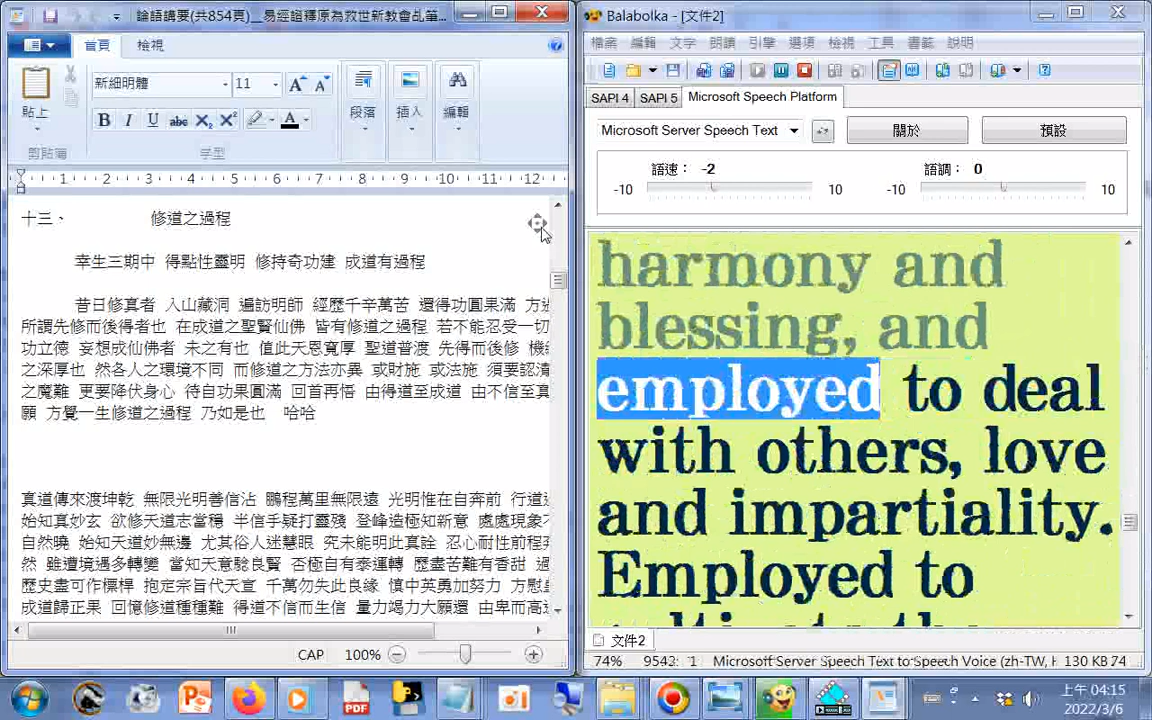 論語講要(共854頁)__易經證釋原為救世新教會乩筆...
首頁 檢視
貼上
剪貼簿
新細明體 11
B I U abc X₂ X² A
字型
段落
插入
編輯
1 2 3 4 5 6 7 8 9 10 11 12
十三、 修道之過程
幸生三期中 得點性靈明 修持奇功建 成道有過程
昔日修真者 入山藏洞 遍訪明師 經歷千辛萬苦 還得功圓果滿 方
所謂先修而後得者也 在成道之聖賢仙佛 皆有修道之過程 若不能忍受一切
功立德 妄想成仙佛者 未之有也 值此天恩寬厚 聖道普渡 先得而後修 機
之深厚也 然各人之環境不同 而修道之方法亦異 或財施 或法施 須要認清
之魔難 更要降伏身心 待自功果圓滿 回首再悟 由得道至成道 由不信至真
願 方覺一生修道之過程 乃如是也 哈哈
真道傳來渡坤乾 無限光明善信沾 鵬程萬里無限遠 光明惟在自奔前 行道
始知真妙玄 欲修天道志當穩 半信半疑打靈殘 登峰造極知新意 處處現象
自然曉 始知天道妙無邊 尤其俗人迷慧眼 究未能明此真詮 忍心耐性前程
然 雖遭境遇多轉變 當知天意驗良賢 否極自有泰運轉 歷盡苦難有香甜
歷史盡可作標桿 抱定宗旨代天宣 千萬勿失此良緣 慎中英勇加努力 方慰
成道歸正果 回憶修道種種難 得道不信而生信 量力竭力大願還 由卑而高
CAP 100%
Balabolka - [文件2]
檔案 編輯 文字 朗讀 引擎 選項 檢視 工具 書籤 說明
SAPI 4 SAPI 5 Microsoft Speech Platform
Microsoft Server Speech Text 關於 預設
語速： -2 語調： 0
-10 10 -10 10
harmony and
blessing, and
employed to deal
with others, love
and impartiality.
Employed to
文件2
74% 9542: 1 Microsoft Server Speech Text to Speech Voice (zh-TW, H 130 KB 74
上午 04:15
2022/3/6